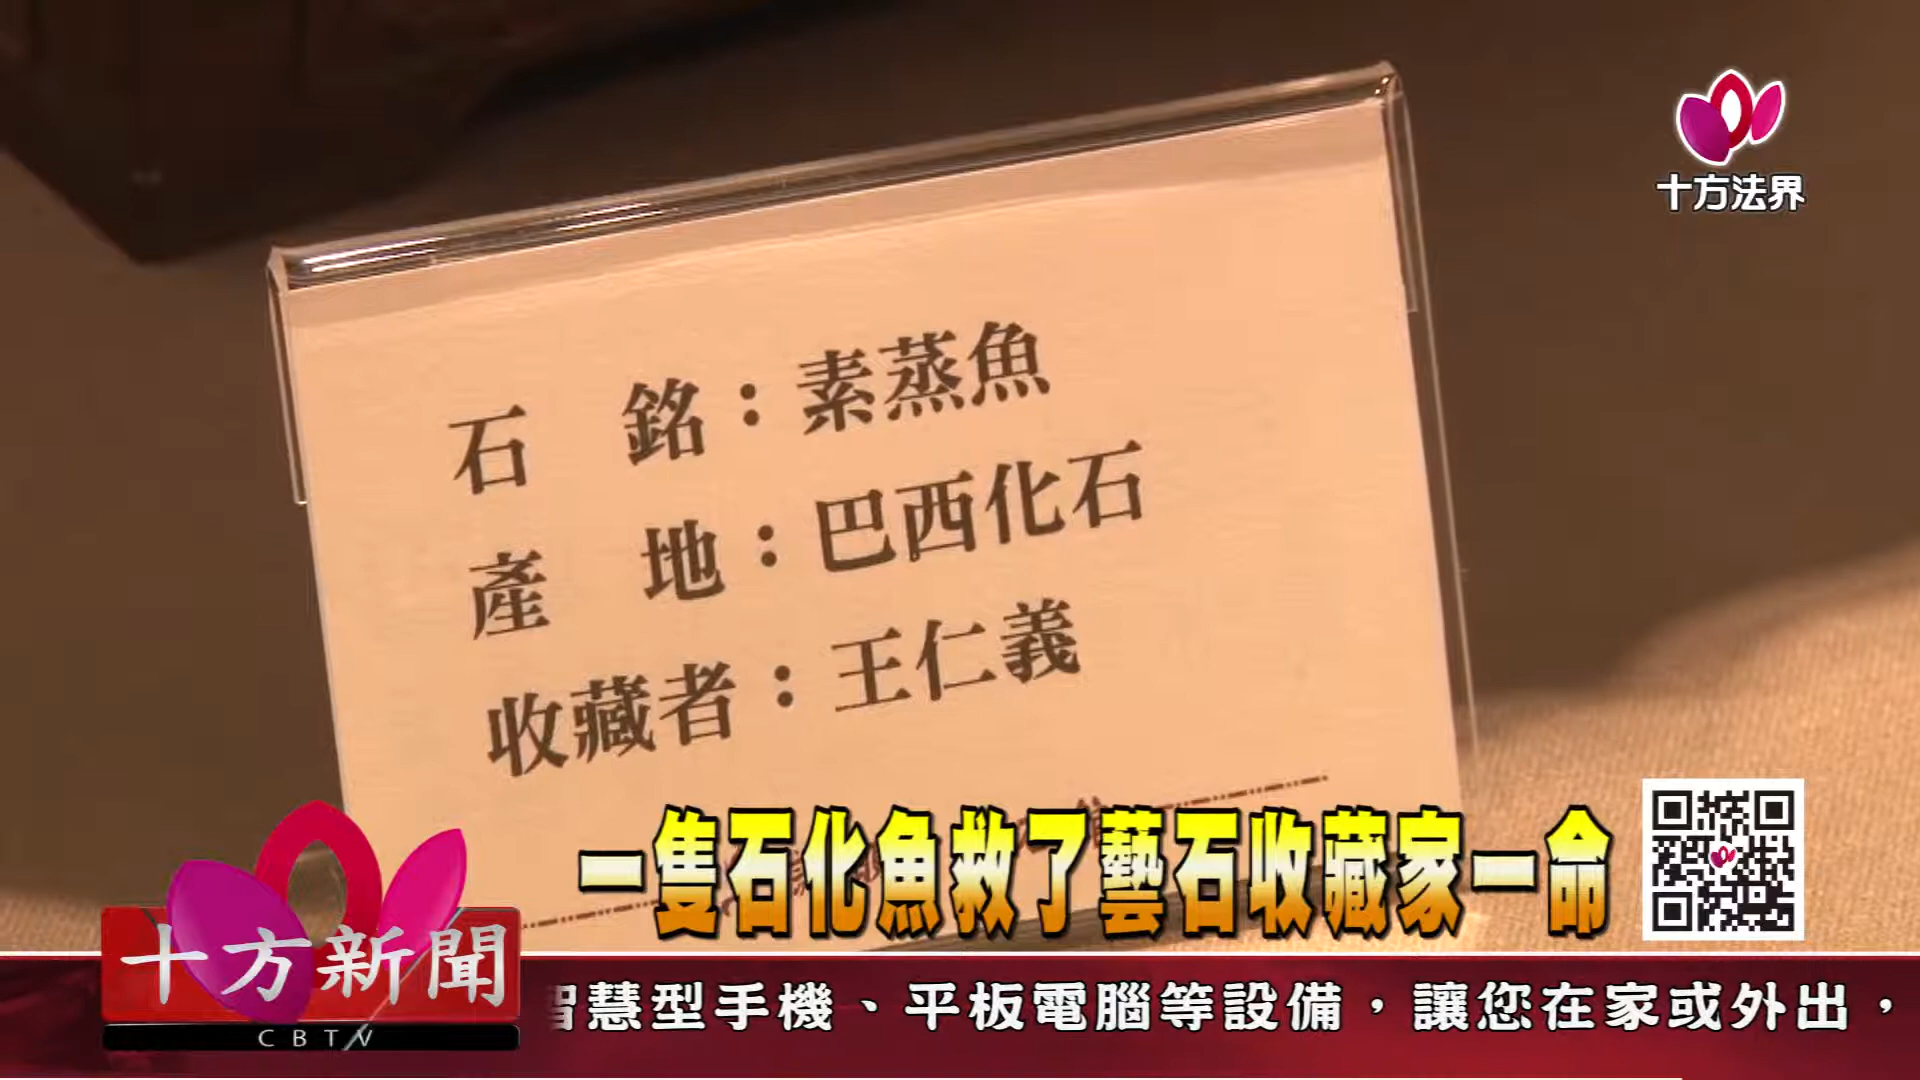 十方法界
石　銘：素蒸魚
產　地：巴西化石
收藏者：王仁義
一隻石化魚救了藝石收藏家一命
十方新聞
CBTV
智慧型手機、平板電腦等設備，讓您在家或外出，